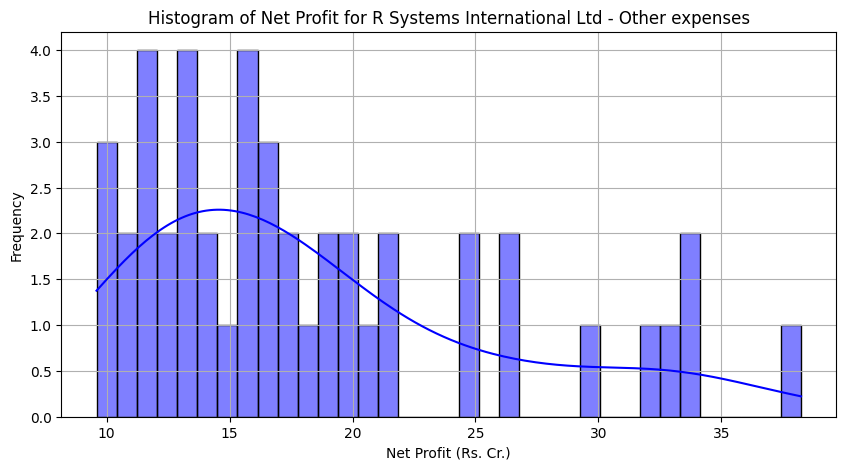 Histogram of Net Profit for R Systems International Ltd - Other expenses
4.0
3.5
3.0
2.5
2.0
1.5
1.0
0.5
0.0
Frequency
10 15 20 25 30 35
Net Profit (Rs. Cr.)